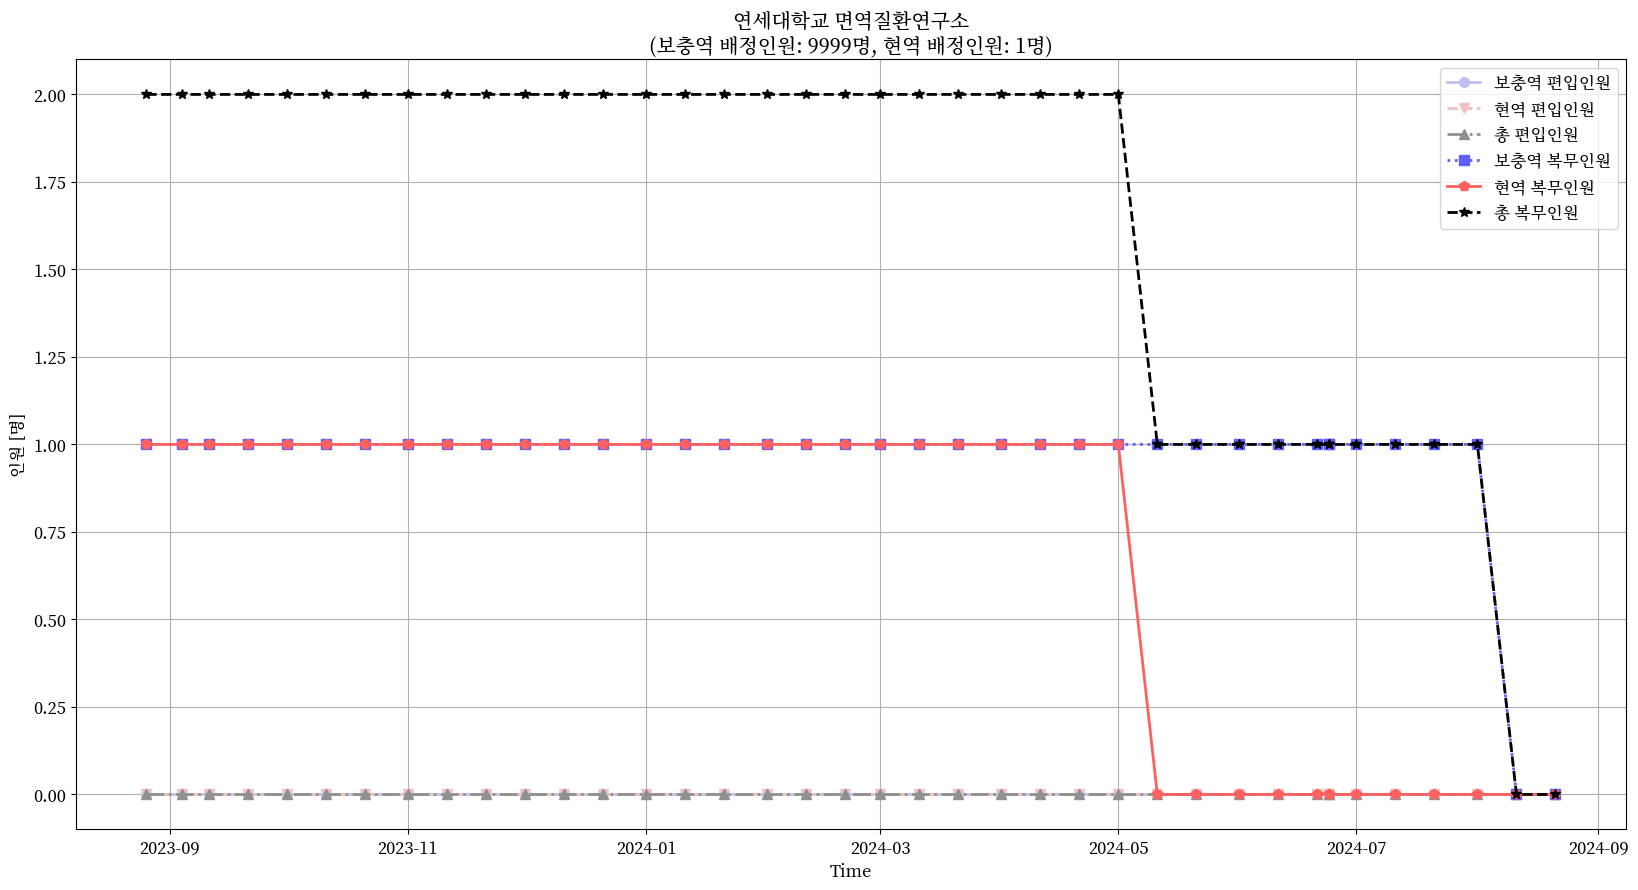 연세대학교 면역질환연구소
(보충역 배정인원: 9999명, 현역 배정인원: 1명)
보충역 편입인원
현역 편입인원
총 편입인원
보충역 복무인원
현역 복무인원
총 복무인원
인원 [명]
2.00
1.75
1.50
1.25
1.00
0.75
0.50
0.25
0.00
2023-09
2023-11
2024-01
2024-03
2024-05
2024-07
2024-09
Time